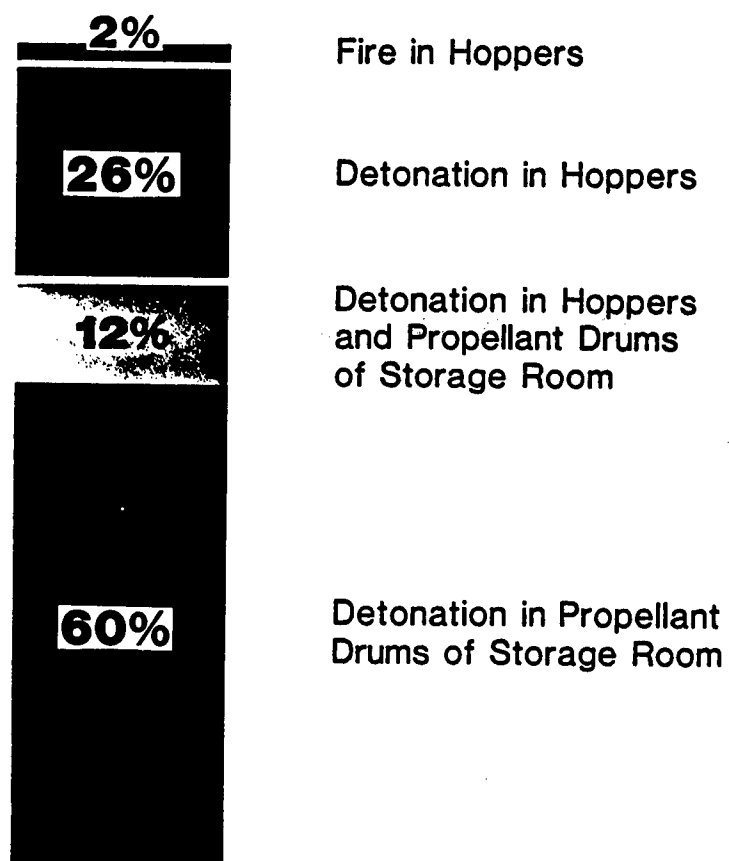 2%
Fire in Hoppers
26%
Detonation in Hoppers
12%
Detonation in Hoppers
and Propellant Drums
of Storage Room
60%
Detonation in Propellant
Drums of Storage Room